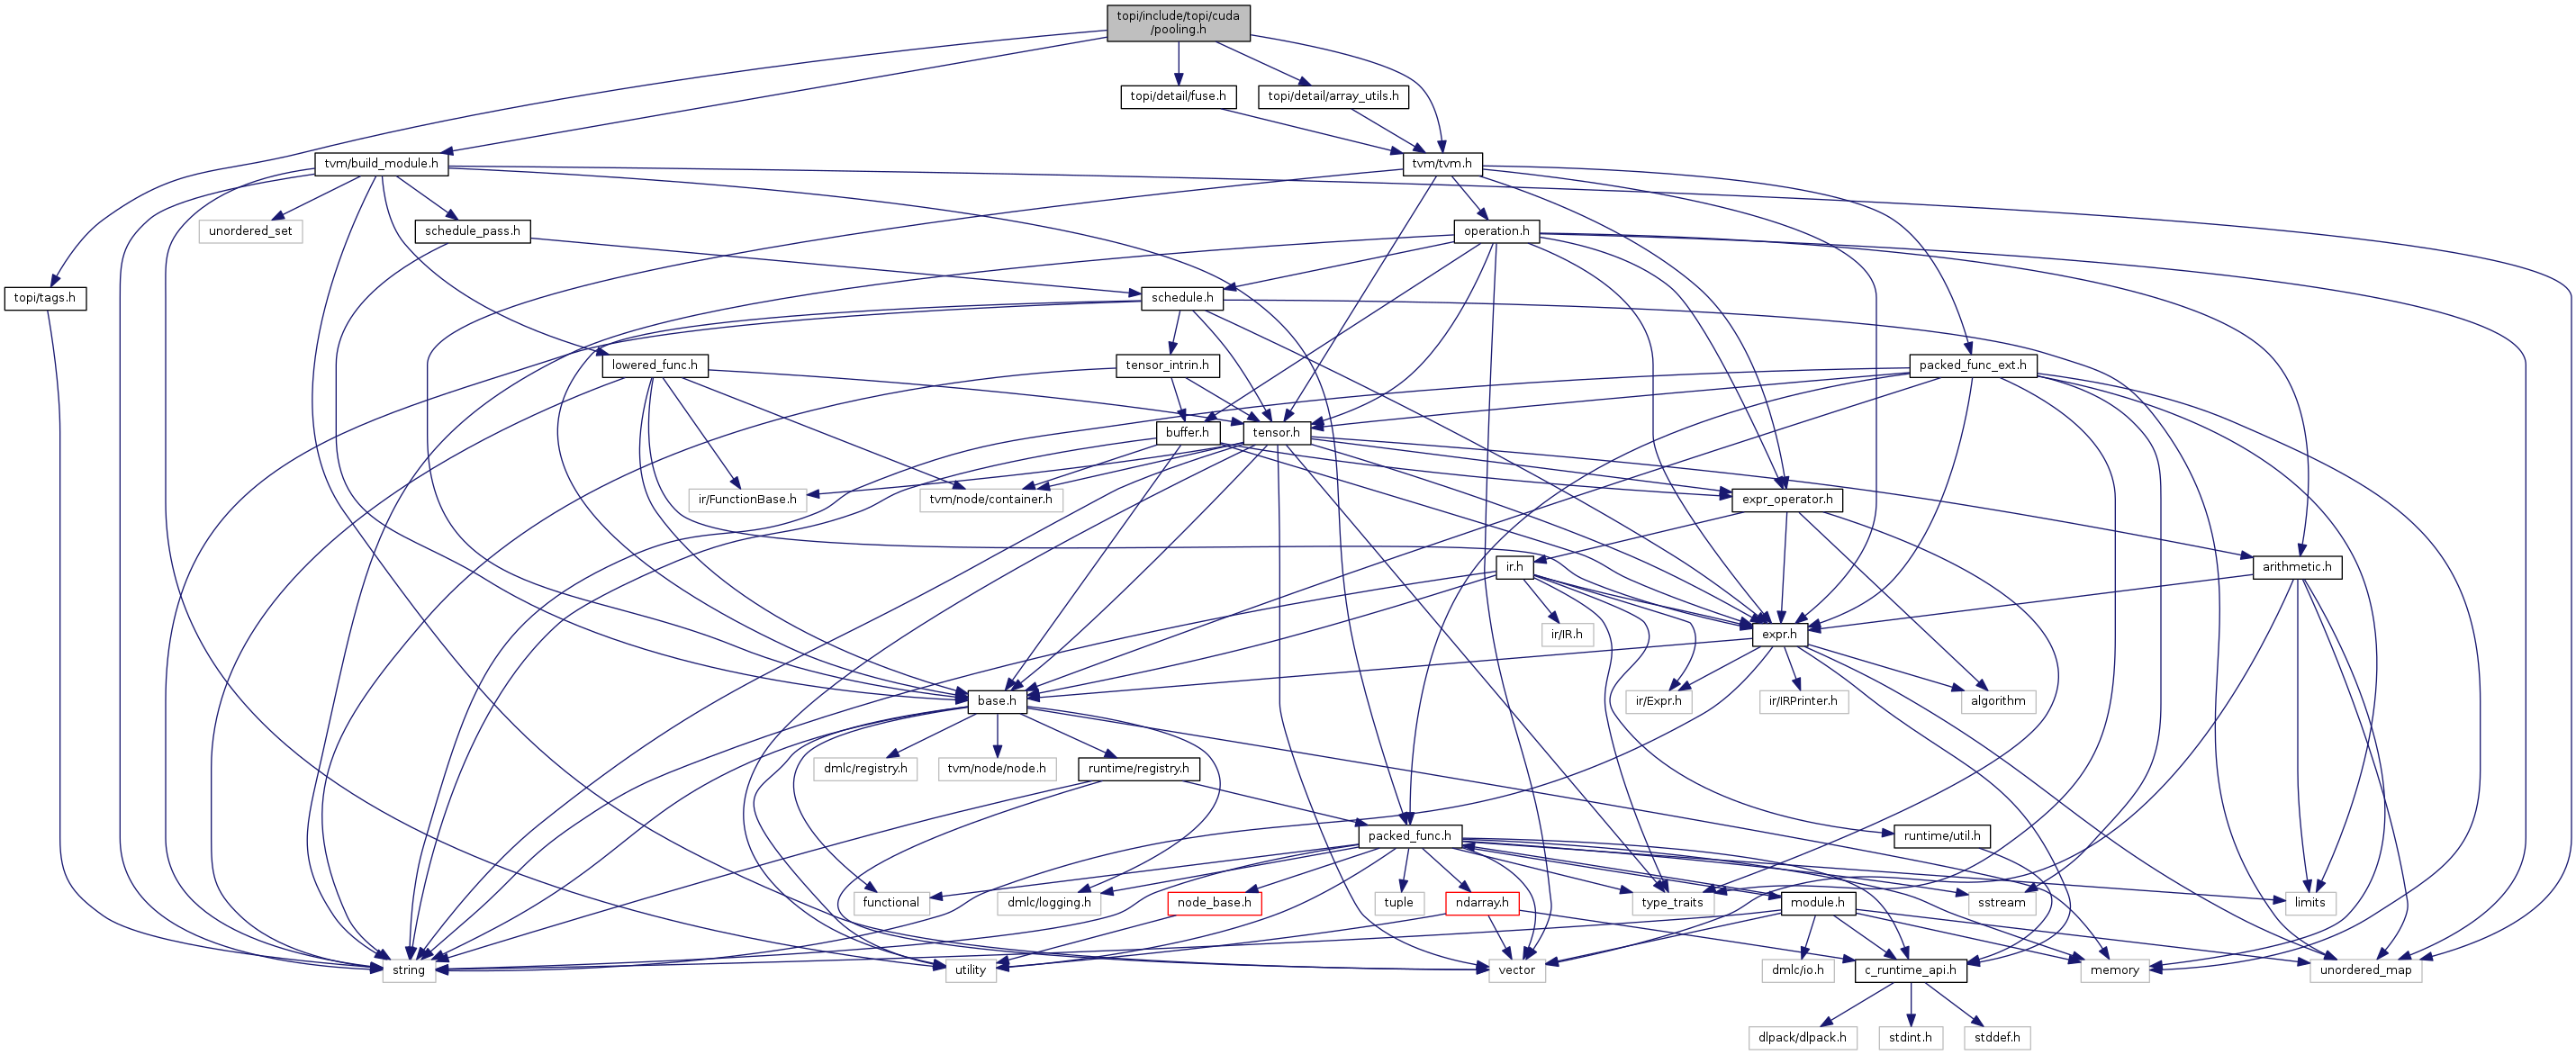 topi/include/topi/cuda
/pooling.h
topi/detail/fuse.h
topi/detail/array_utils.h
tvm/build_module.h
tvm/tvm.h
unordered_set
schedule_pass.h
operation.h
topi/tags.h
schedule.h
lowered_func.h
tensor_intrin.h
packed_func_ext.h
buffer.h
tensor.h
ir/FunctionBase.h
tvm/node/container.h
expr_operator.h
ir.h
arithmetic.h
ir/IR.h
expr.h
base.h
ir/Expr.h
ir/IRPrinter.h
algorithm
dmlc/registry.h
tvm/node/node.h
runtime/registry.h
packed_func.h
runtime/util.h
functional
dmlc/logging.h
node_base.h
tuple
ndarray.h
type_traits
module.h
sstream
limits
string
utility
vector
dmlc/io.h
c_runtime_api.h
memory
unordered_map
dlpack/dlpack.h
stdint.h
stddef.h